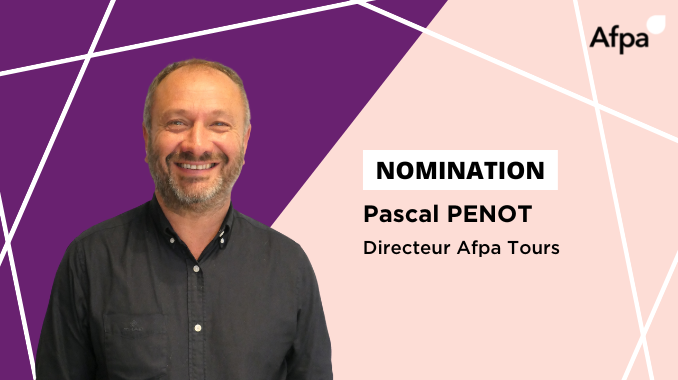 Afpa
NOMINATION
Pascal PENOT
Directeur Afpa Tours